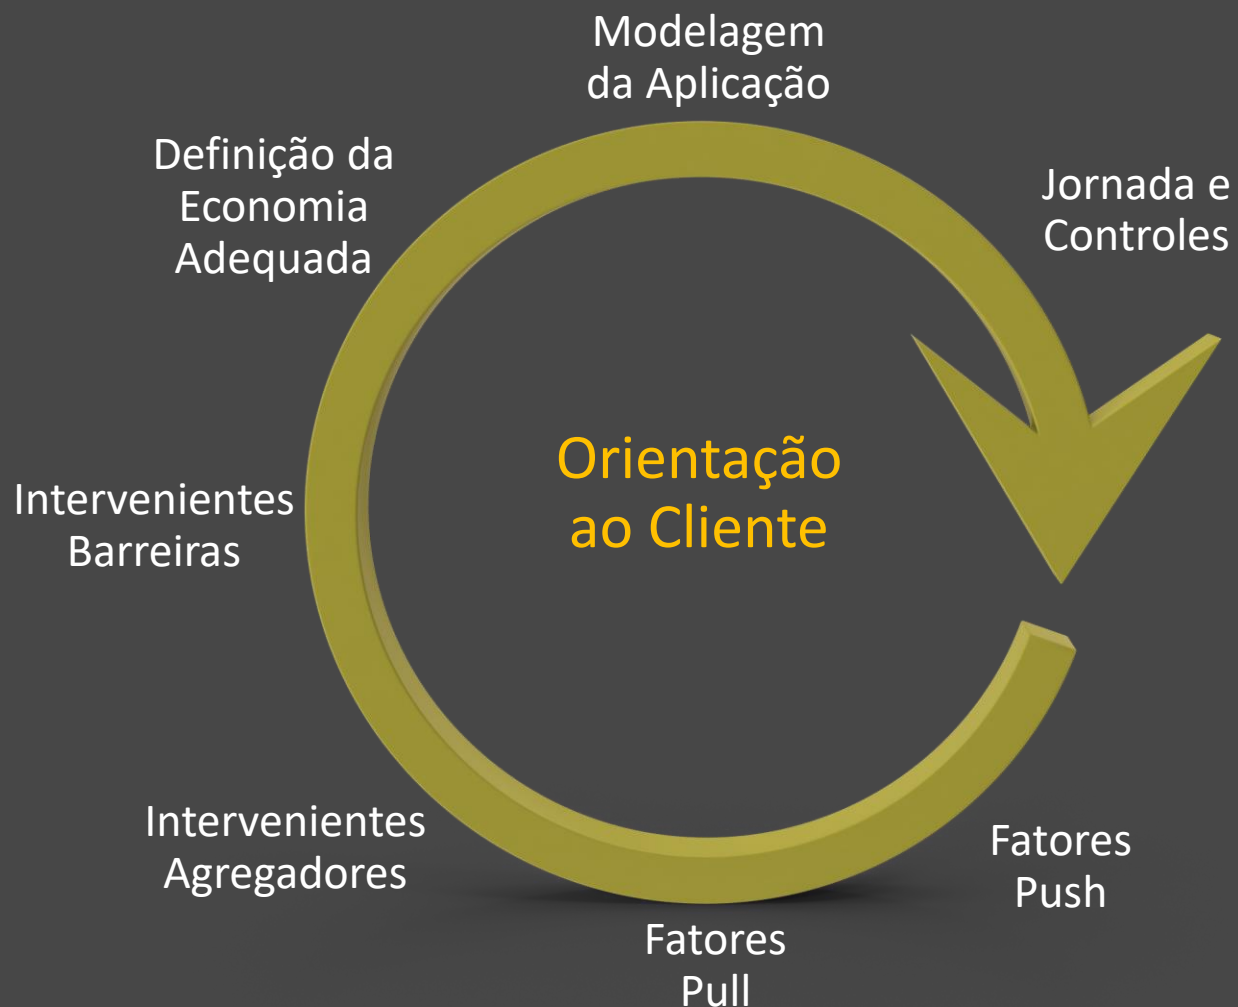 Modelagem
da Aplicação
Definição da
Economia
Adequada
Jornada e
Controles
Orientação
ao Cliente
Intervenientes
Barreiras
Intervenientes
Agregadores
Fatores
Push
Fatores
Pull